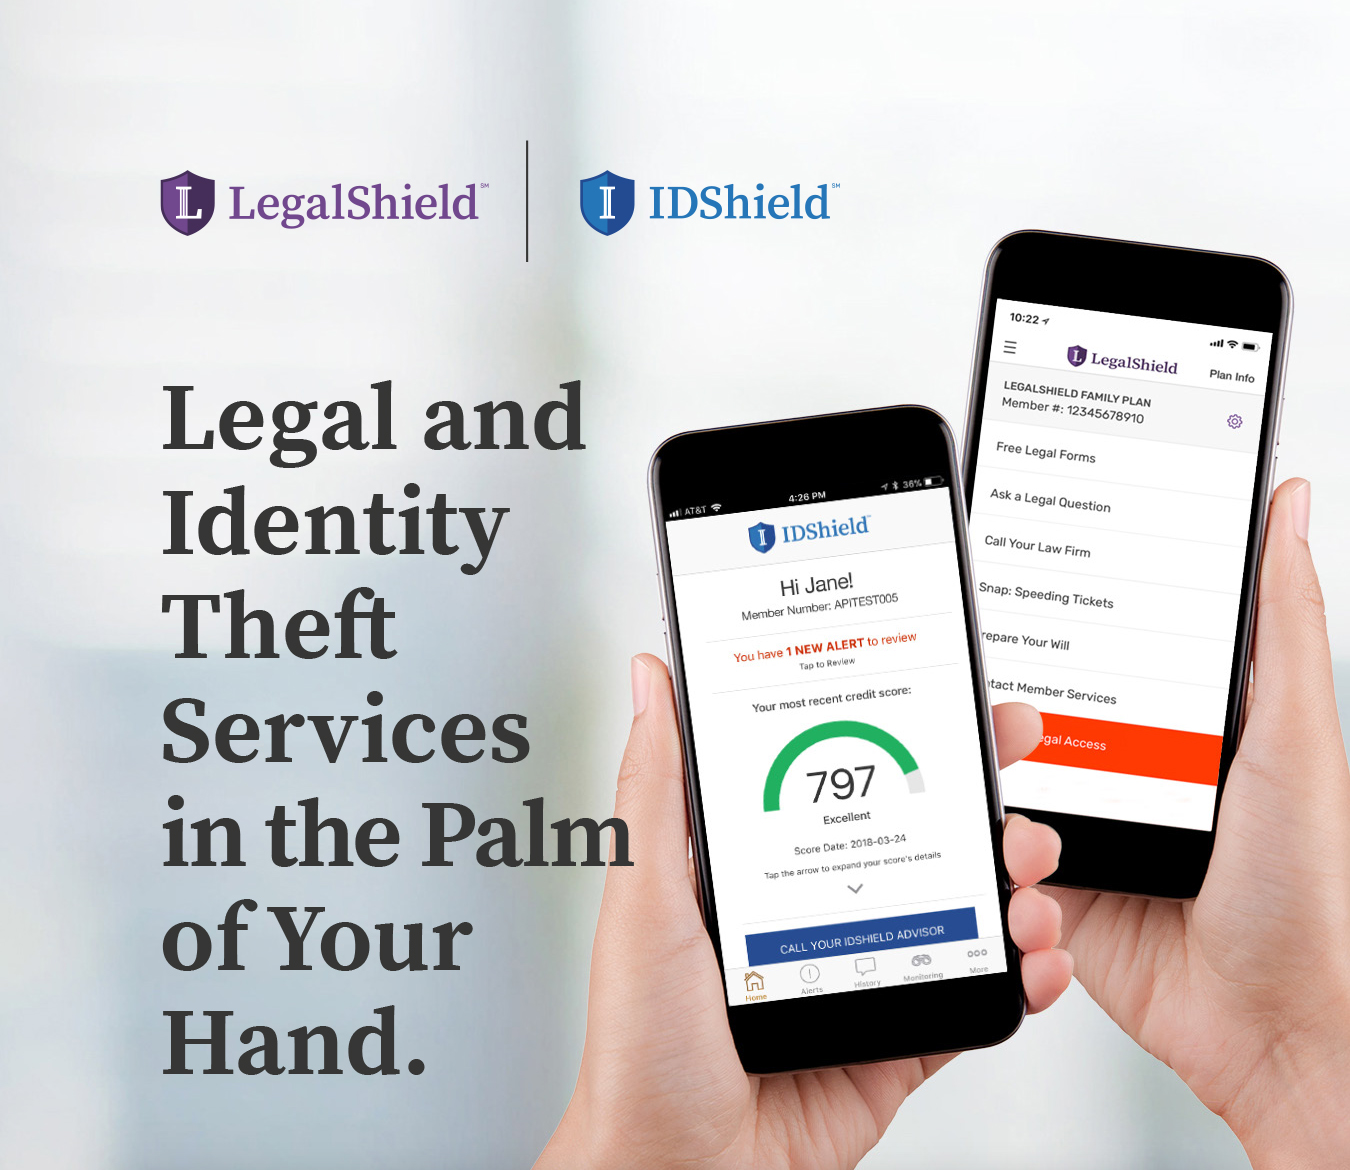 LegalShield℠
IDShield℠
Legal and
Identity
Theft
Services
in the Palm
of Your
Hand.
AT&T
4:26 PM
36%
IDShield
Hi Jane!
Member Number: APITEST005
You have 1 NEW ALERT to review
Tap to Review
Your most recent credit score:
797
Excellent
Score Date: 2018-03-24
Tap the arrow to expand your score's details
CALL YOUR IDSHIELD ADVISOR
Home
Alerts
History
Monitoring
More
10:22
LegalShield
Plan Info
LEGALSHIELD FAMILY PLAN
Member #: 12345678910
Free Legal Forms
Ask a Legal Question
Call Your Law Firm
Snap: Speeding Tickets
repare Your Will
ntact Member Services
egal Access